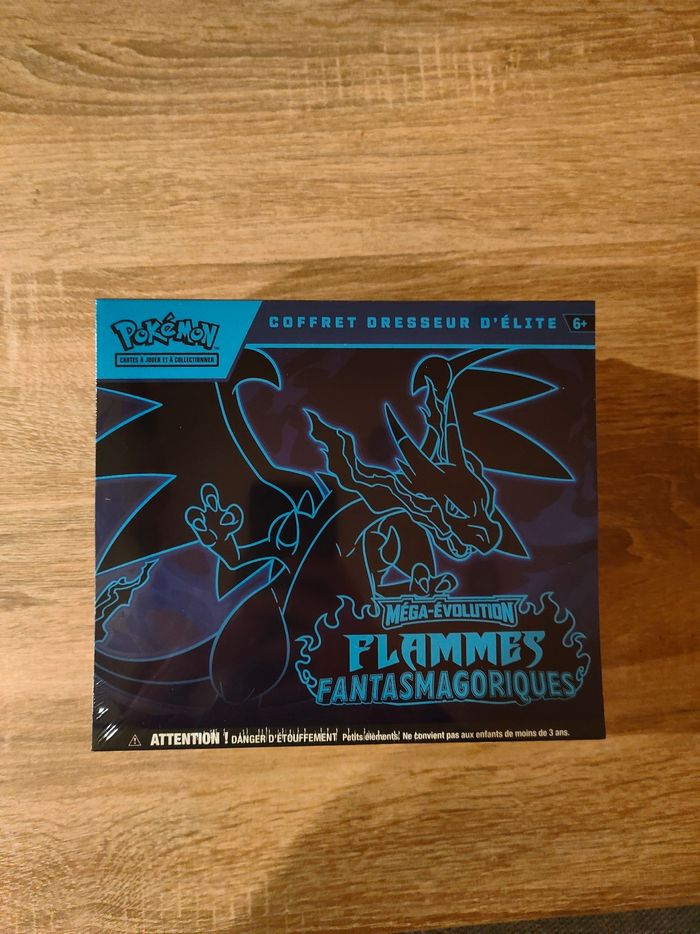 POKÉMON™
CARTES À JOUER ET À COLLECTIONNER
COFFRET DRESSEUR D'ÉLITE 6+
MÉGA-ÉVOLUTION
FLAMMES
FANTASMAGORIQUES
ATTENTION ! DANGER D'ÉTOUFFEMENT Petits éléments. Ne convient pas aux enfants de moins de 3 ans.